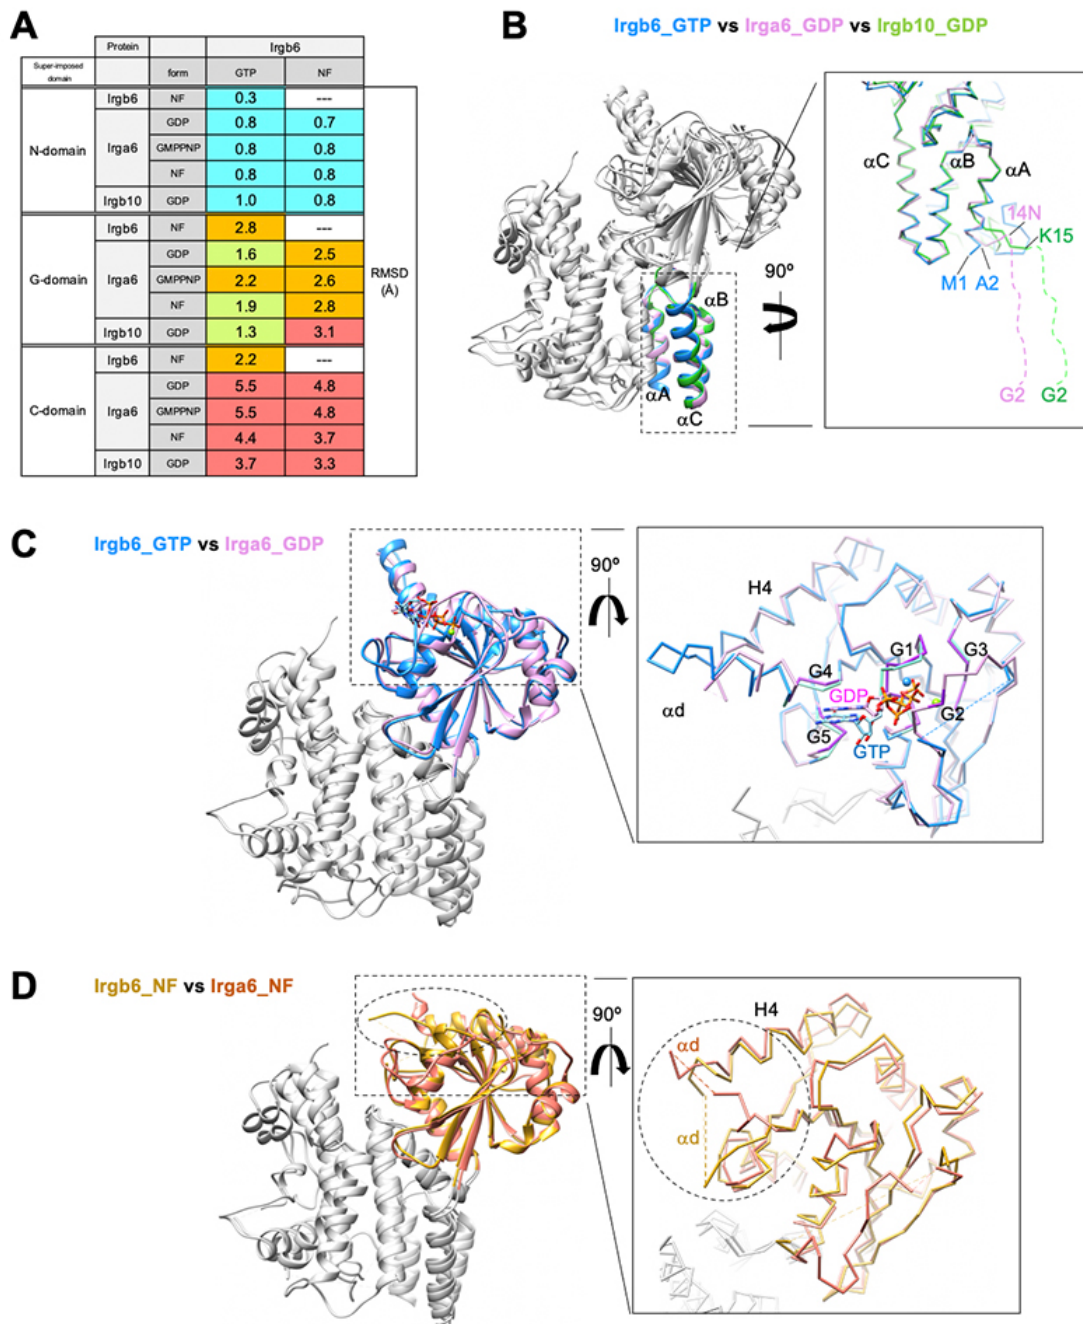 A
Protein Irgb6
Super-imposed domain form GTP NF
N-domain Irgb6 NF 0.3 ---
Irga6 GDP 0.8 0.7
GMPPNP 0.8 0.8
NF 0.8 0.8
Irgb10 GDP 1.0 0.8
G-domain Irgb6 NF 2.8 ---
Irga6 GDP 1.6 2.5
GMPPNP 2.2 2.6
NF 1.9 2.8
Irgb10 GDP 1.3 3.1
C-domain Irgb6 NF 2.2 ---
Irga6 GDP 5.5 4.8
GMPPNP 5.5 4.8
NF 4.4 3.7
Irgb10 GDP 3.7 3.3
RMSD
(Å)
B
Irgb6_GTP vs Irga6_GDP vs Irgb10_GDP
αB
αA
αC
90º
αC
αB
αA
14N
K15
M1 A2
G2 G2
C
Irgb6_GTP vs Irga6_GDP
90º
H4
G4
G1
G3
GDP
αd
G2
G5
GTP
D
Irgb6_NF vs Irga6_NF
90º
H4
αd
αd